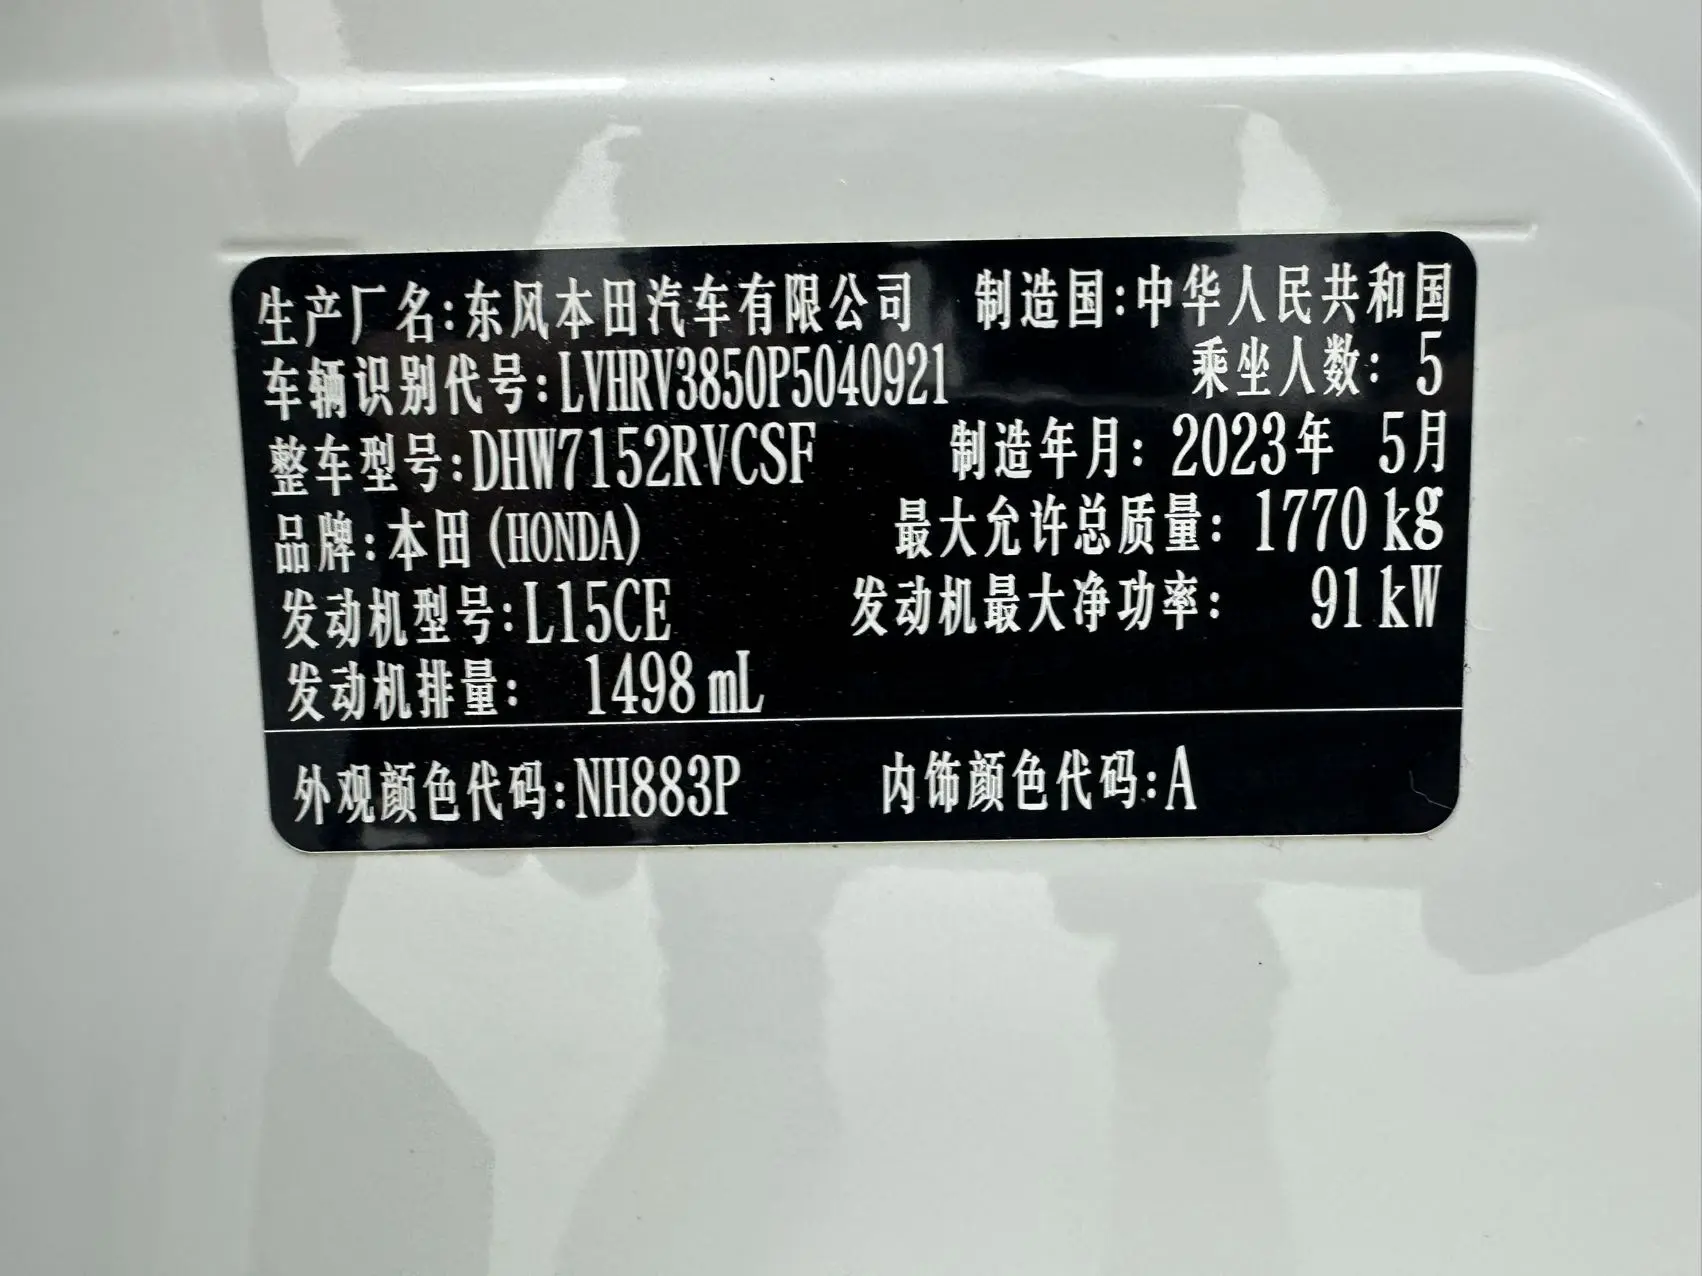 生产厂名:东风本田汽车有限公司 制造国:中华人民共和国
车辆识别代号:LVHRV3850P5040921 乘坐人数: 5
整车型号:DHW7152RVCSF 制造年月: 2023年 5月
品牌:本田(HONDA) 最大允许总质量: 1770 kg
发动机型号:L15CE 发动机最大净功率: 91 kW
发动机排量: 1498 mL
外观颜色代码:NH883P 内饰颜色代码:A